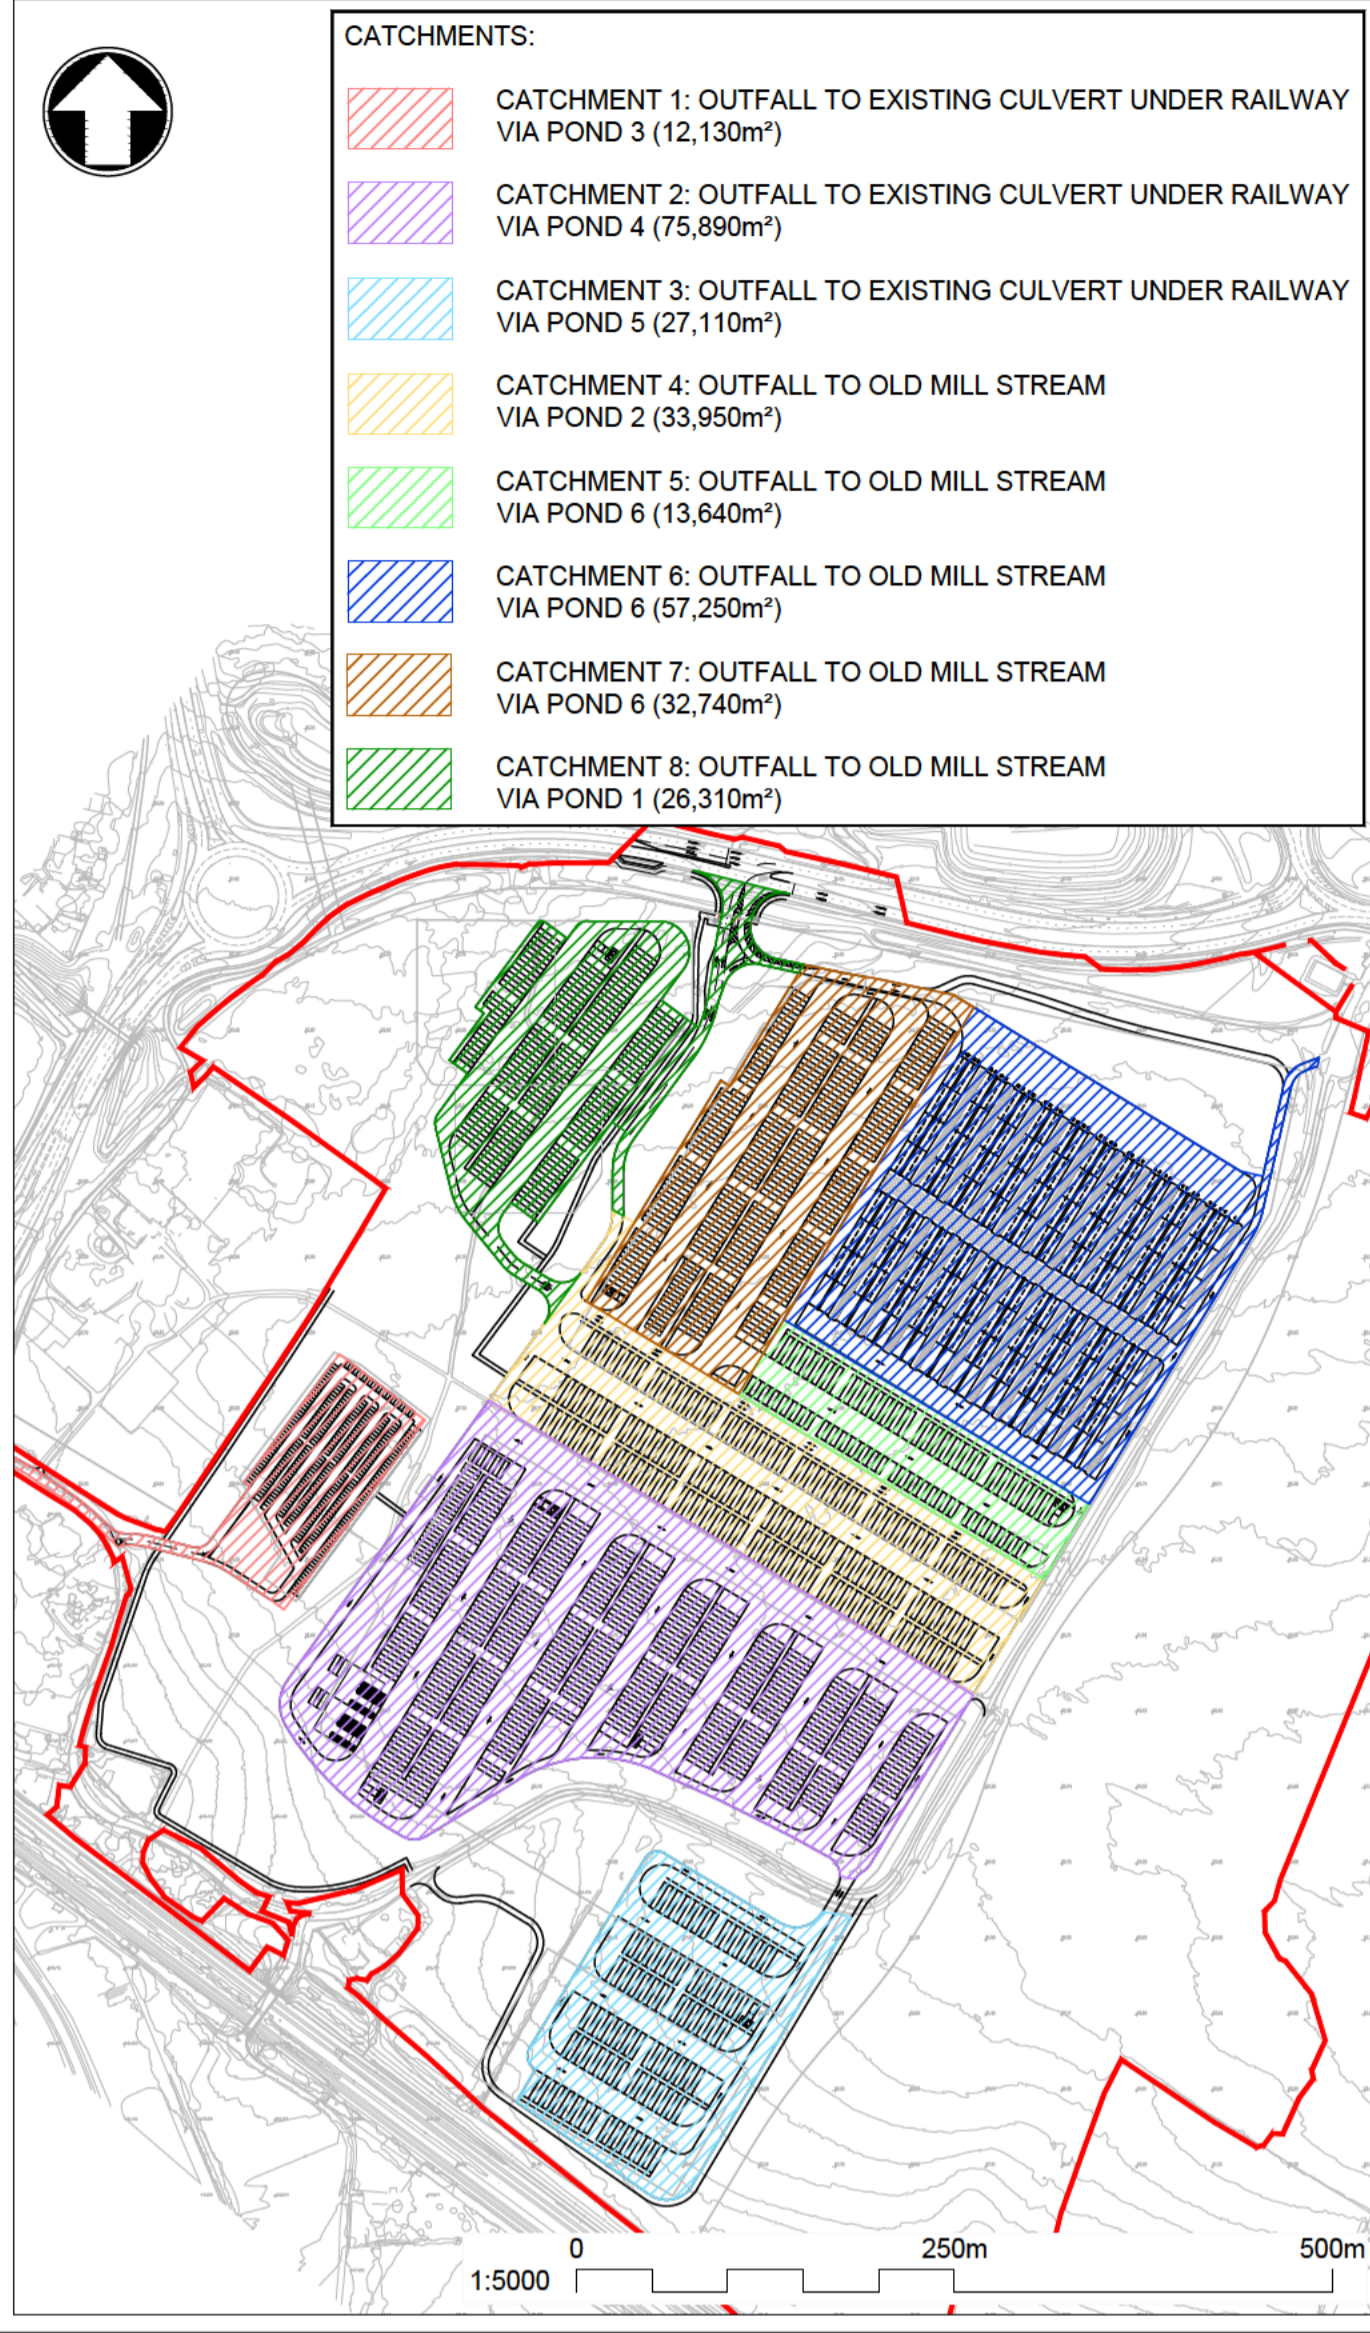 CATCHMENTS:
CATCHMENT 1: OUTFALL TO EXISTING CULVERT UNDER RAILWAY
VIA POND 3 (12,130m²)
CATCHMENT 2: OUTFALL TO EXISTING CULVERT UNDER RAILWAY
VIA POND 4 (75,890m²)
CATCHMENT 3: OUTFALL TO EXISTING CULVERT UNDER RAILWAY
VIA POND 5 (27,110m²)
CATCHMENT 4: OUTFALL TO OLD MILL STREAM
VIA POND 2 (33,950m²)
CATCHMENT 5: OUTFALL TO OLD MILL STREAM
VIA POND 6 (13,640m²)
CATCHMENT 6: OUTFALL TO OLD MILL STREAM
VIA POND 6 (57,250m²)
CATCHMENT 7: OUTFALL TO OLD MILL STREAM
VIA POND 6 (32,740m²)
CATCHMENT 8: OUTFALL TO OLD MILL STREAM
VIA POND 1 (26,310m²)
0 250m 500m
1:5000